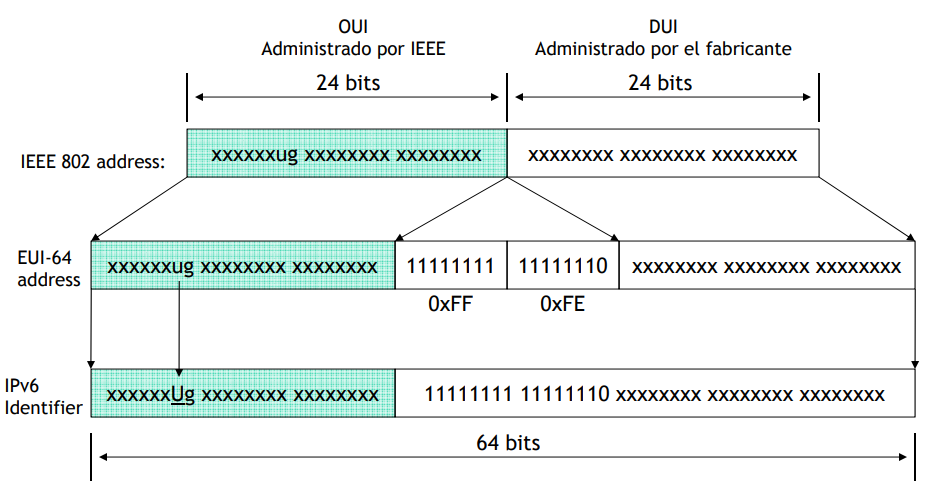 OUI
Administrado por IEEE
DUI
Administrado por el fabricante
24 bits
24 bits
IEEE 802 address:
xxxxxxug xxxxxxxx xxxxxxxx
xxxxxxxx xxxxxxxx xxxxxxxx
EUI-64
address
xxxxxxug xxxxxxxx xxxxxxxx
11111111
11111110
xxxxxxxx xxxxxxxx xxxxxxxx
0xFF
0xFE
IPv6
Identifier
xxxxxxUg xxxxxxxx xxxxxxxx
11111111 11111110 xxxxxxxx xxxxxxxx xxxxxxxx
64 bits